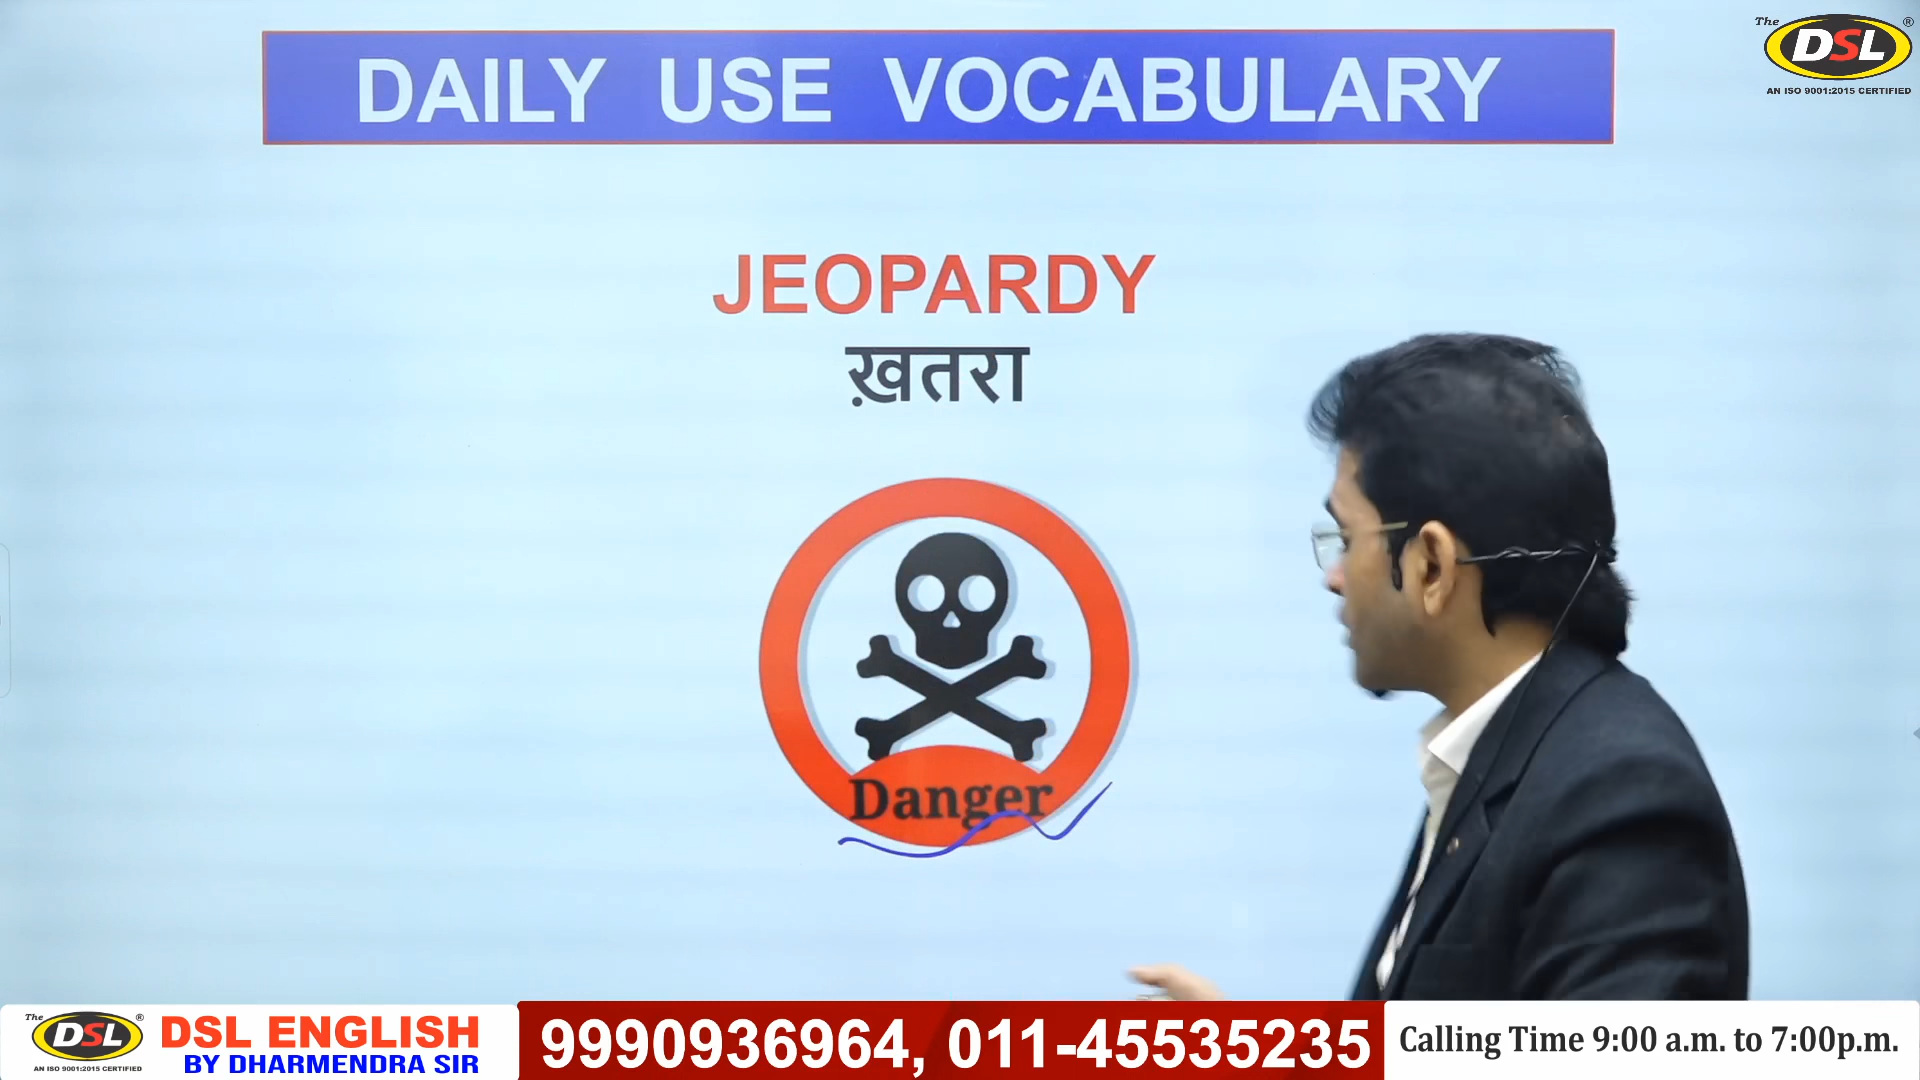 The DSL ®
AN ISO 9001:2015 CERTIFIED
DAILY USE VOCABULARY
JEOPARDY
ख़तरा
Danger
The DSL ®
AN ISO 9001:2015 CERTIFIED
DSL ENGLISH
BY DHARMENDRA SIR
9990936964, 011-45535235
Calling Time 9:00 a.m. to 7:00p.m.